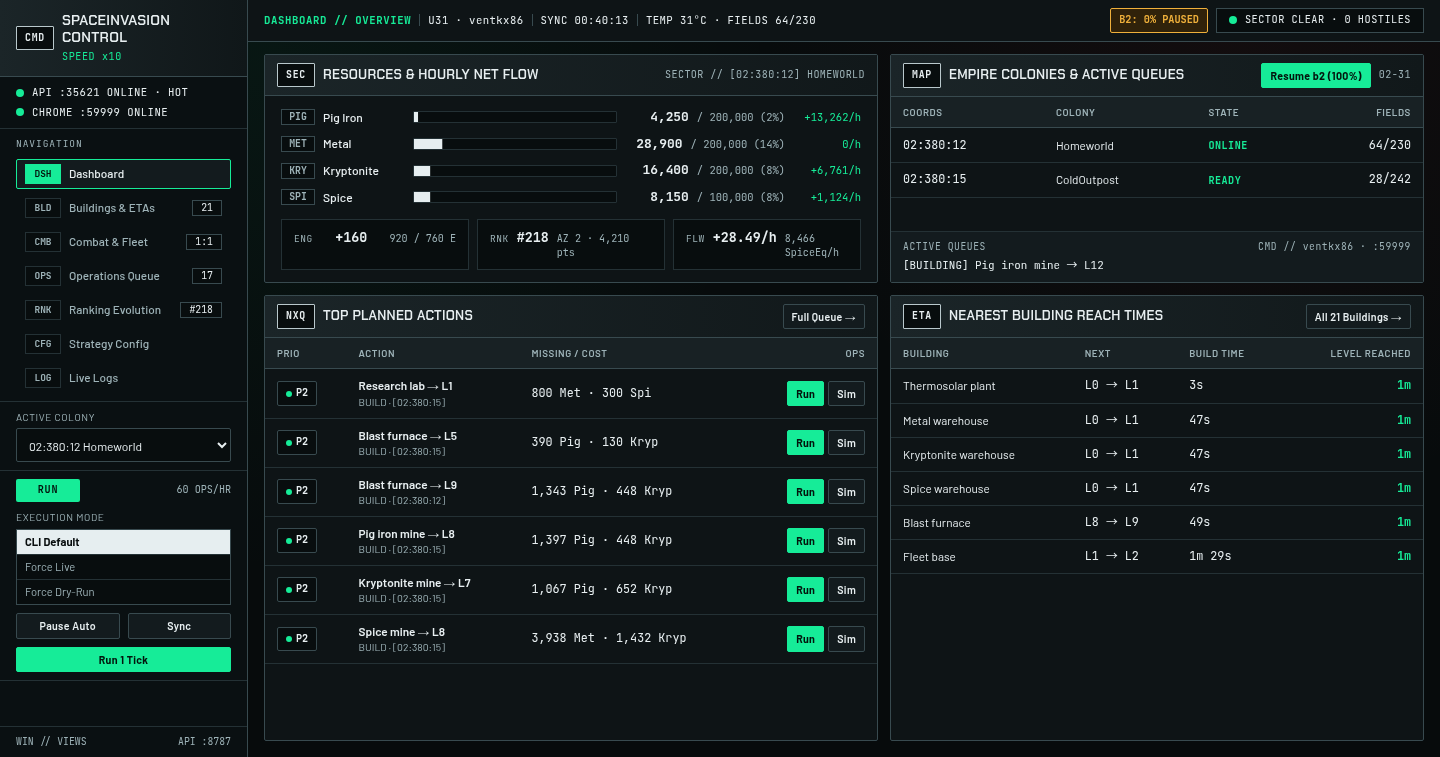 CMD
SPACEINVASION CONTROL
SPEED x10
API :35621 ONLINE · HOT
CHROME :59999 ONLINE
NAVIGATION
DSH Dashboard
BLD Buildings & ETAs 21
CMB Combat & Fleet 1:1
OPS Operations Queue 17
RNK Ranking Evolution #218
CFG Strategy Config
LOG Live Logs
ACTIVE COLONY
02:380:12 Homeworld
RUN 60 OPS/HR
EXECUTION MODE
CLI Default
Force Live
Force Dry-Run
Pause Auto Sync
Run 1 Tick
WIN // VIEWS API :8787
DASHBOARD // OVERVIEW U31 · ventkx86 SYNC 00:40:13 TEMP 31°C · FIELDS 64/230
B2: 0% PAUSED SECTOR CLEAR · 0 HOSTILES
SEC RESOURCES & HOURLY NET FLOW SECTOR // [02:380:12] HOMEWORLD
PIG Pig Iron 4,250 / 200,000 (2%) +13,262/h
MET Metal 28,900 / 200,000 (14%) 0/h
KRY Kryptonite 16,400 / 200,000 (8%) +6,761/h
SPI Spice 8,150 / 100,000 (8%) +1,124/h
ENG +160 920 / 760 E
RNK #218 AZ 2 · 4,210 pts
FLW +28.49/h 8,466 SpiceEq/h
MAP EMPIRE COLONIES & ACTIVE QUEUES Resume b2 (100%) 02-31
COORDS COLONY STATE FIELDS
02:380:12 Homeworld ONLINE 64/230
02:380:15 ColdOutpost READY 28/242
ACTIVE QUEUES CMD // ventkx86 · :59999
[BUILDING] Pig iron mine → L12
NXQ TOP PLANNED ACTIONS Full Queue →
PRIO ACTION MISSING / COST OPS
P2 Research lab → L1 800 Met · 300 Spi Run Sim
BUILD · [02:380:15]
P2 Blast furnace → L5 390 Pig · 130 Kryp Run Sim
BUILD · [02:380:15]
P2 Blast furnace → L9 1,343 Pig · 448 Kryp Run Sim
BUILD · [02:380:12]
P2 Pig iron mine → L8 1,397 Pig · 448 Kryp Run Sim
BUILD · [02:380:15]
P2 Kryptonite mine → L7 1,067 Pig · 652 Kryp Run Sim
BUILD · [02:380:15]
P2 Spice mine → L8 3,938 Met · 1,432 Kryp Run Sim
BUILD · [02:380:15]
ETA NEAREST BUILDING REACH TIMES All 21 Buildings →
BUILDING NEXT BUILD TIME LEVEL REACHED
Thermosolar plant L0 → L1 3s 1m
Metal warehouse L0 → L1 47s 1m
Kryptonite warehouse L0 → L1 47s 1m
Spice warehouse L0 → L1 47s 1m
Blast furnace L8 → L9 49s 1m
Fleet base L1 → L2 1m 29s 1m